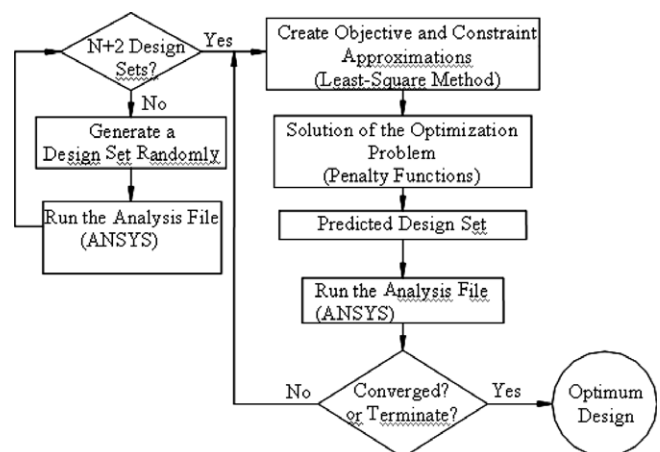 N+2 Design
Sets?
Yes
No
Generate a
Design Set Randomly
Run the Analysis File
(ANSYS)
Create Objective and Constraint
Approximations
(Least-Square Method)
Solution of the Optimization
Problem
(Penalty Functions)
Predicted Design Set
Run the Analysis File
(ANSYS)
Converged?
or Terminate?
No
Yes
Optimum
Design